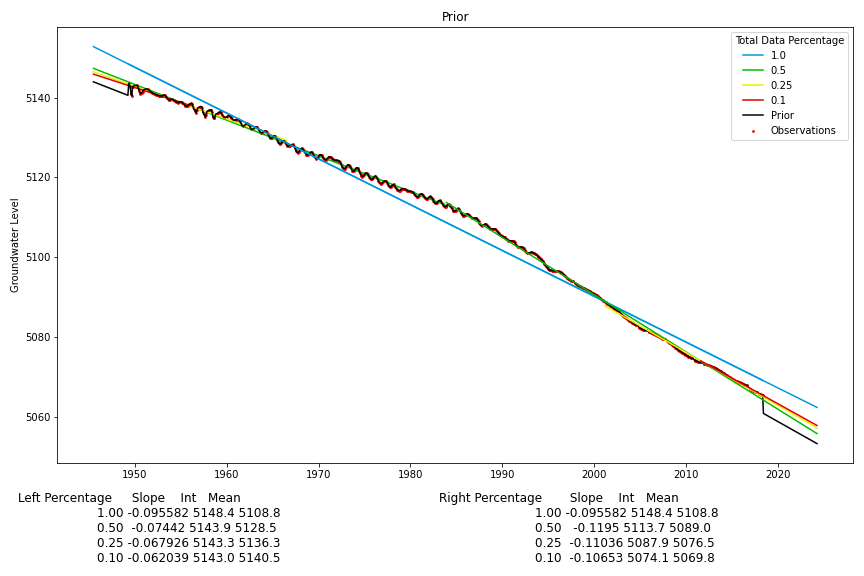 Prior
Total Data Percentage
1.0
0.5
0.25
0.1
Prior
Observations
Groundwater Level
5140
5120
5100
5080
5060
1950 1960 1970 1980 1990 2000 2010 2020
Left Percentage Slope Int Mean
1.00 -0.095582 5148.4 5108.8
0.50 -0.07442 5143.9 5128.5
0.25 -0.067926 5143.3 5136.3
0.10 -0.062039 5143.0 5140.5
Right Percentage Slope Int Mean
1.00 -0.095582 5148.4 5108.8
0.50 -0.1195 5113.7 5089.0
0.25 -0.11036 5087.9 5076.5
0.10 -0.10653 5074.1 5069.8